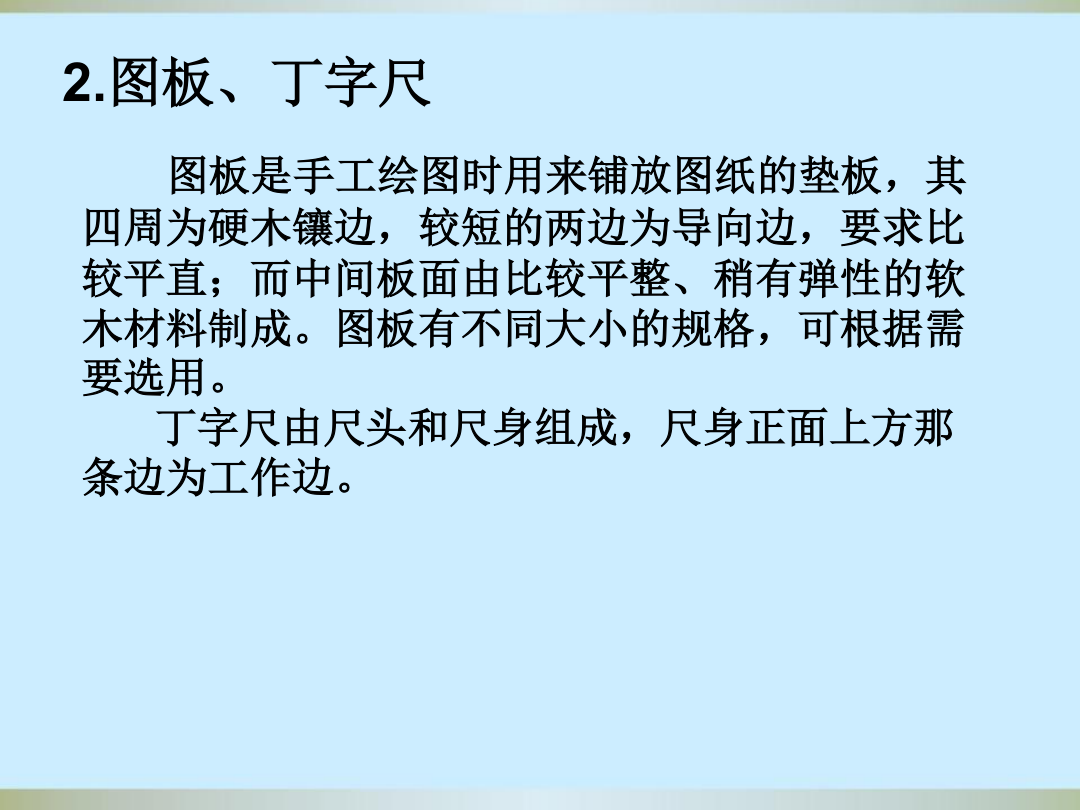 2.图板、丁字尺
图板是手工绘图时用来铺放图纸的垫板，其
四周为硬木镶边，较短的两边为导向边，要求比
较平直；而中间板面由比较平整、稍有弹性的软
木材料制成。图板有不同大小的规格，可根据需
要选用。
丁字尺由尺头和尺身组成，尺身正面上方那
条边为工作边。